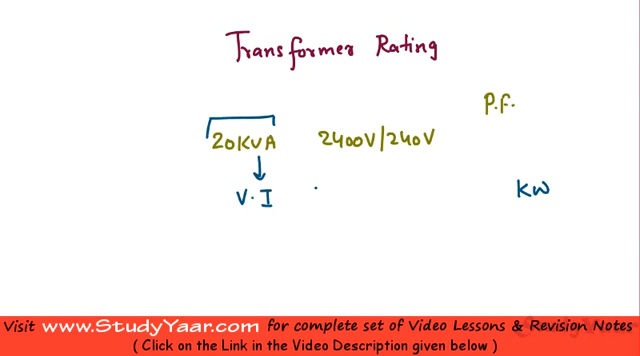 Transformer Rating
P.F.
20KVA 2400V/240V
V.I KW
Visit www.StudyYaar.com for complete set of Video Lessons & Revision Notes
( Click on the Link in the Video Description given below )